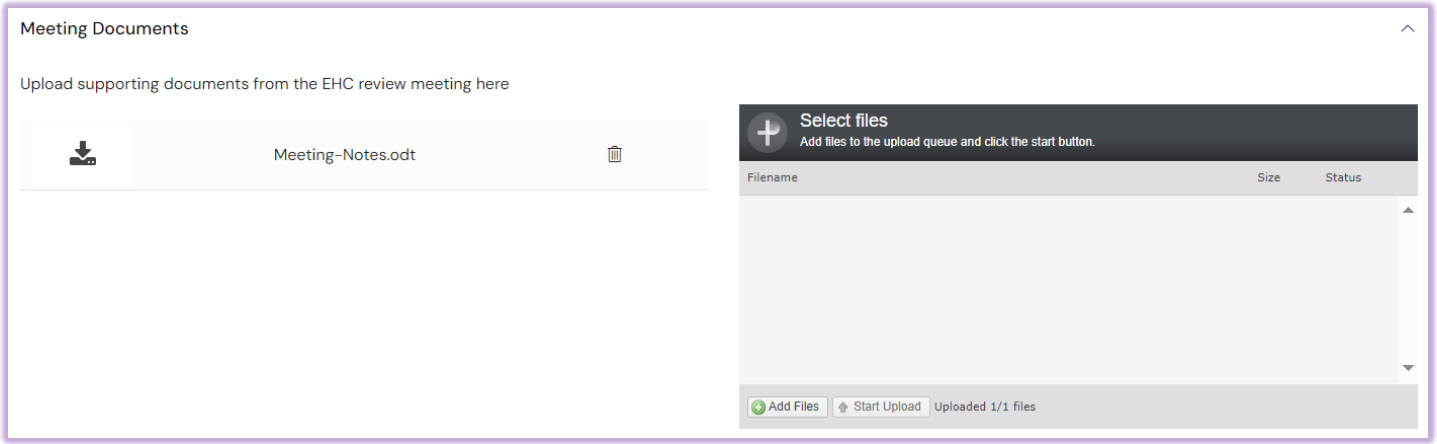 Meeting Documents
Upload supporting documents from the EHC review meeting here
Meeting-Notes.odt
Select files
Add files to the upload queue and click the start button.
Filename Size Status
Add Files Start Upload Uploaded 1/1 files